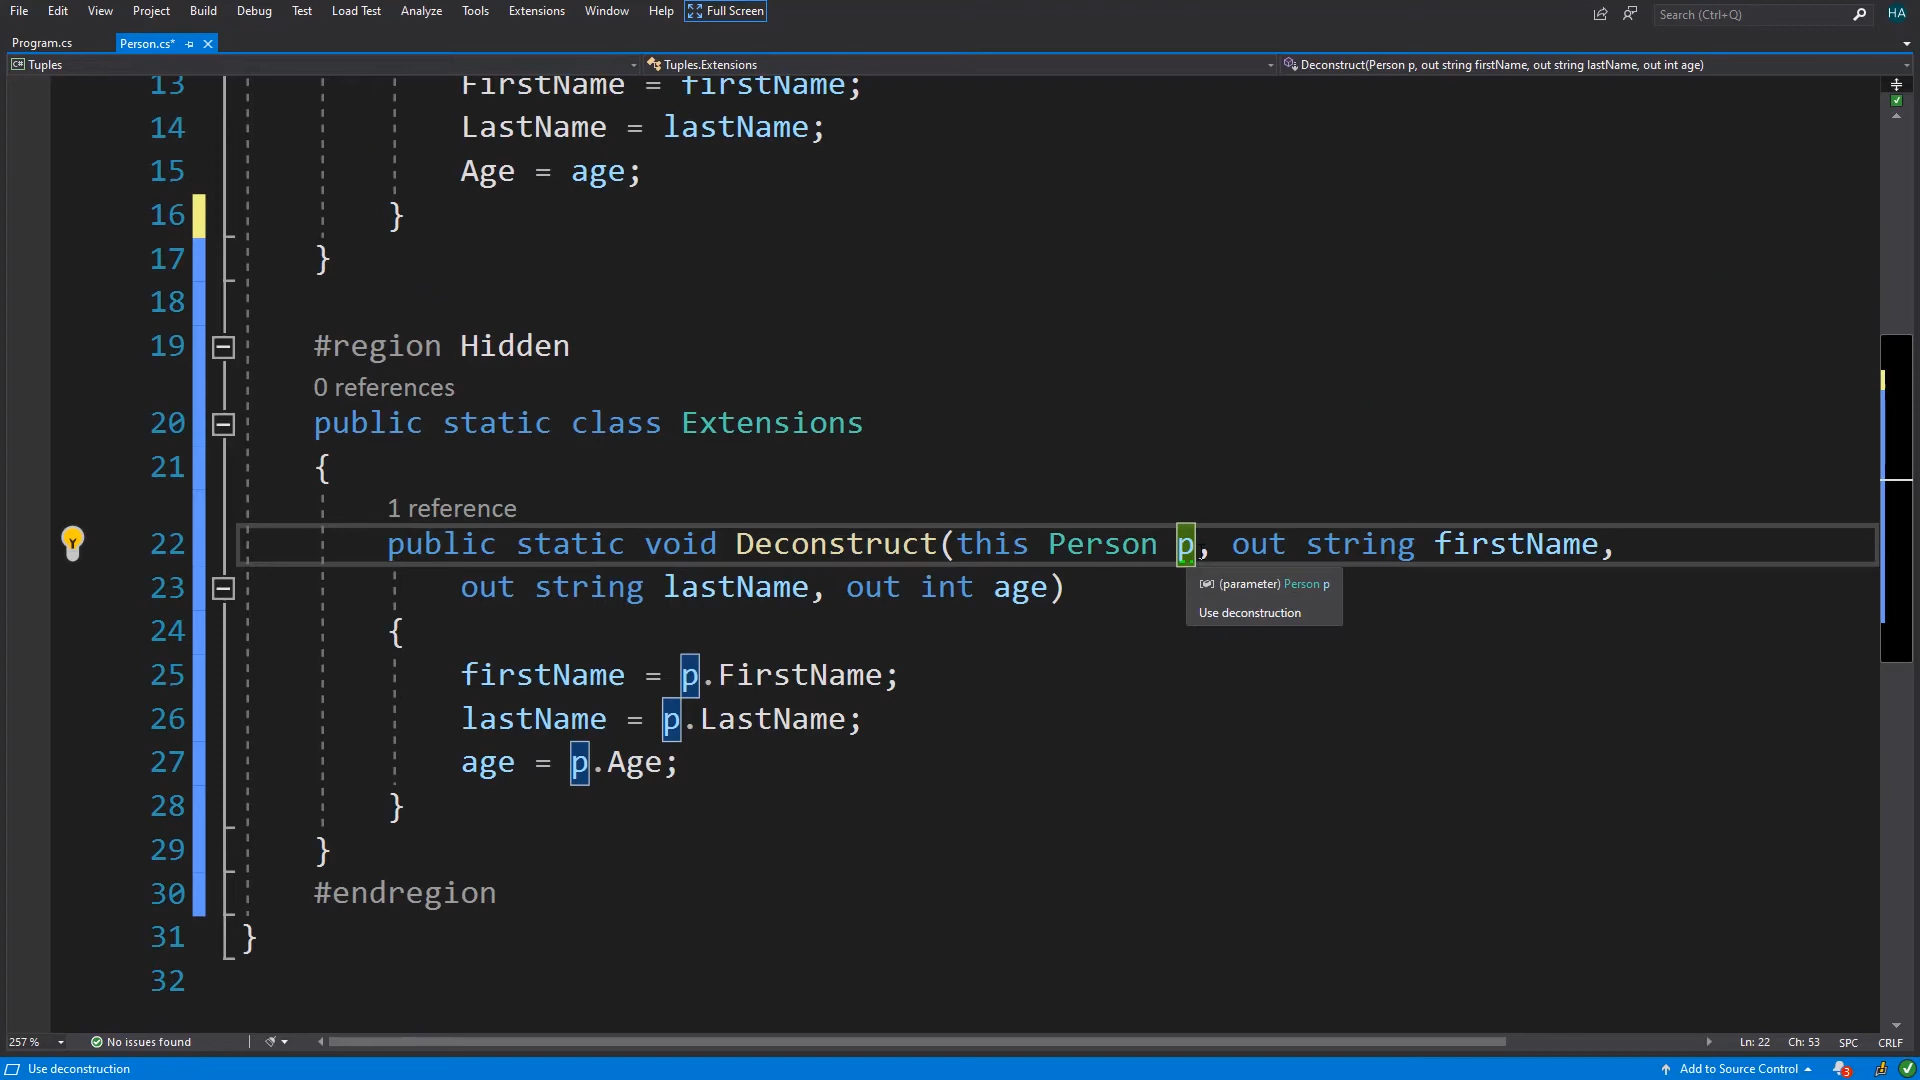 File Edit View Project Build Debug Test Load Test Analyze Tools Extensions Window Help Full Screen Search (Ctrl+Q) HA
Program.cs Person.cs*
C# Tuples Tuples.Extensions Deconstruct(Person p, out string firstName, out string lastName, out int age)
13 FirstName = firstName;
14 LastName = lastName;
15 Age = age;
16 }
17 }
18
19 #region Hidden
0 references
20 public static class Extensions
21 {
1 reference
22 public static void Deconstruct(this Person p, out string firstName,
23 out string lastName, out int age)
(parameter) Person p
Use deconstruction
24 {
25 firstName = p.FirstName;
26 lastName = p.LastName;
27 age = p.Age;
28 }
29 }
30 #endregion
31 }
32
257 % No issues found Ln: 22 Ch: 53 SPC CRLF
Use deconstruction Add to Source Control 3